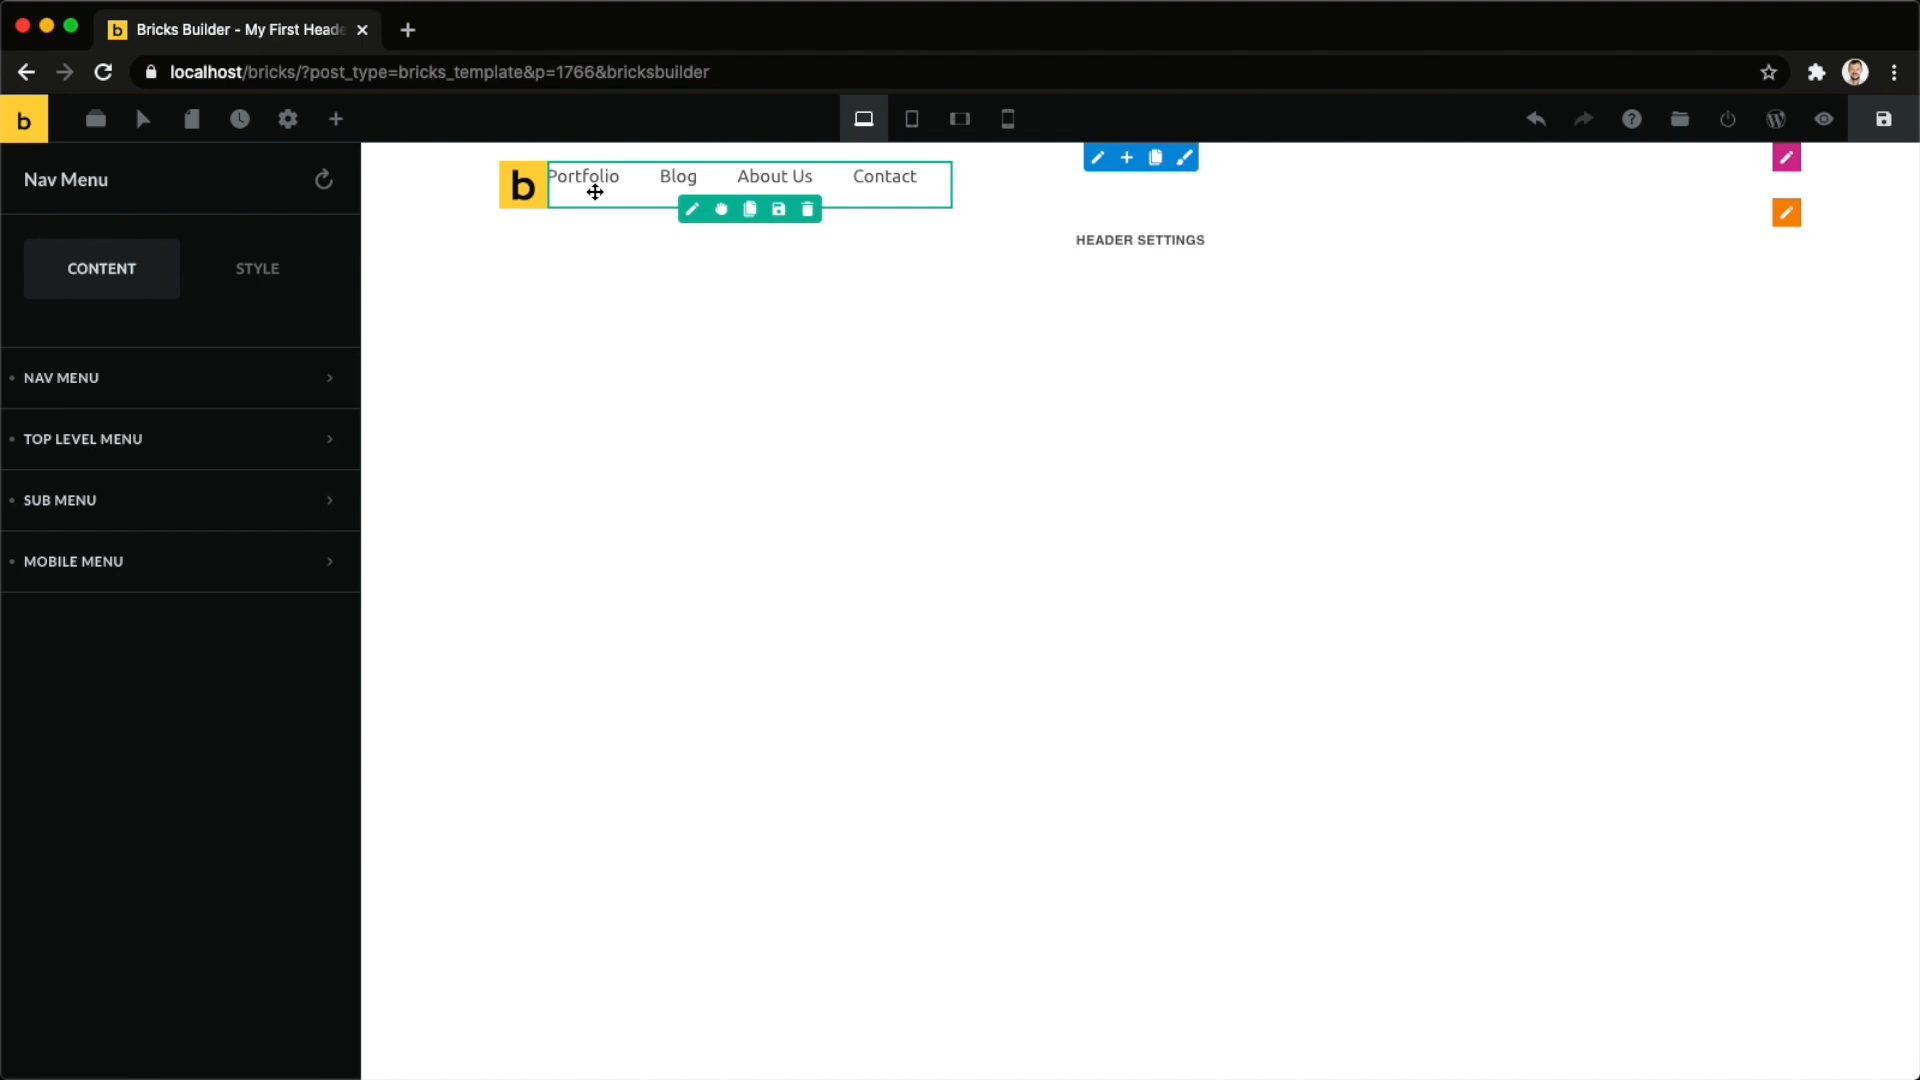 b Bricks Builder - My First Heade
localhost/bricks/?post_type=bricks_template&p=1766&bricksbuilder
b
Nav Menu
CONTENT STYLE
NAV MENU
TOP LEVEL MENU
SUB MENU
MOBILE MENU
b Portfolio Blog About Us Contact
HEADER SETTINGS